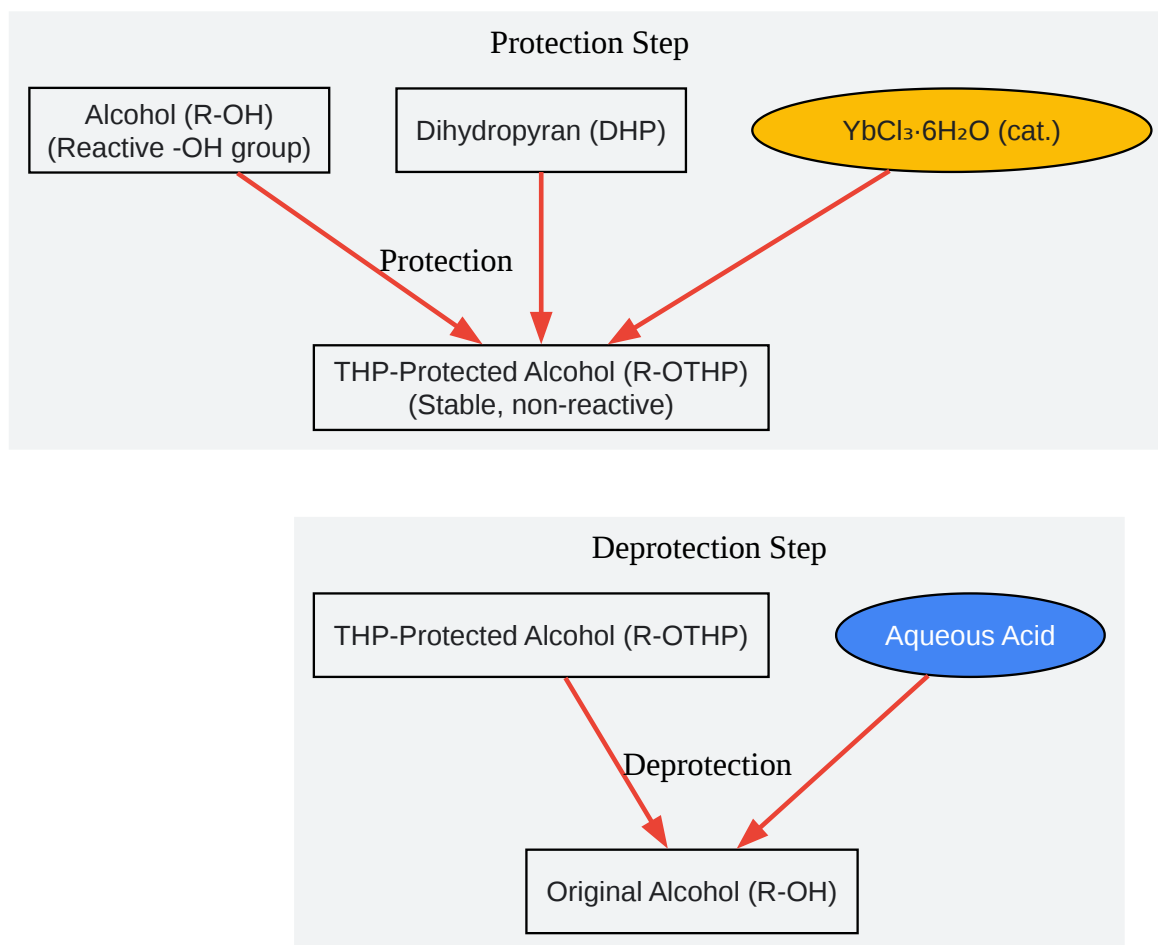 Protection Step
Alcohol (R-OH)
(Reactive -OH group)
Dihydropyran (DHP)
YbCl₃·6H₂O (cat.)
Protection
THP-Protected Alcohol (R-OTHP)
(Stable, non-reactive)
Deprotection Step
THP-Protected Alcohol (R-OTHP)
Aqueous Acid
Deprotection
Original Alcohol (R-OH)